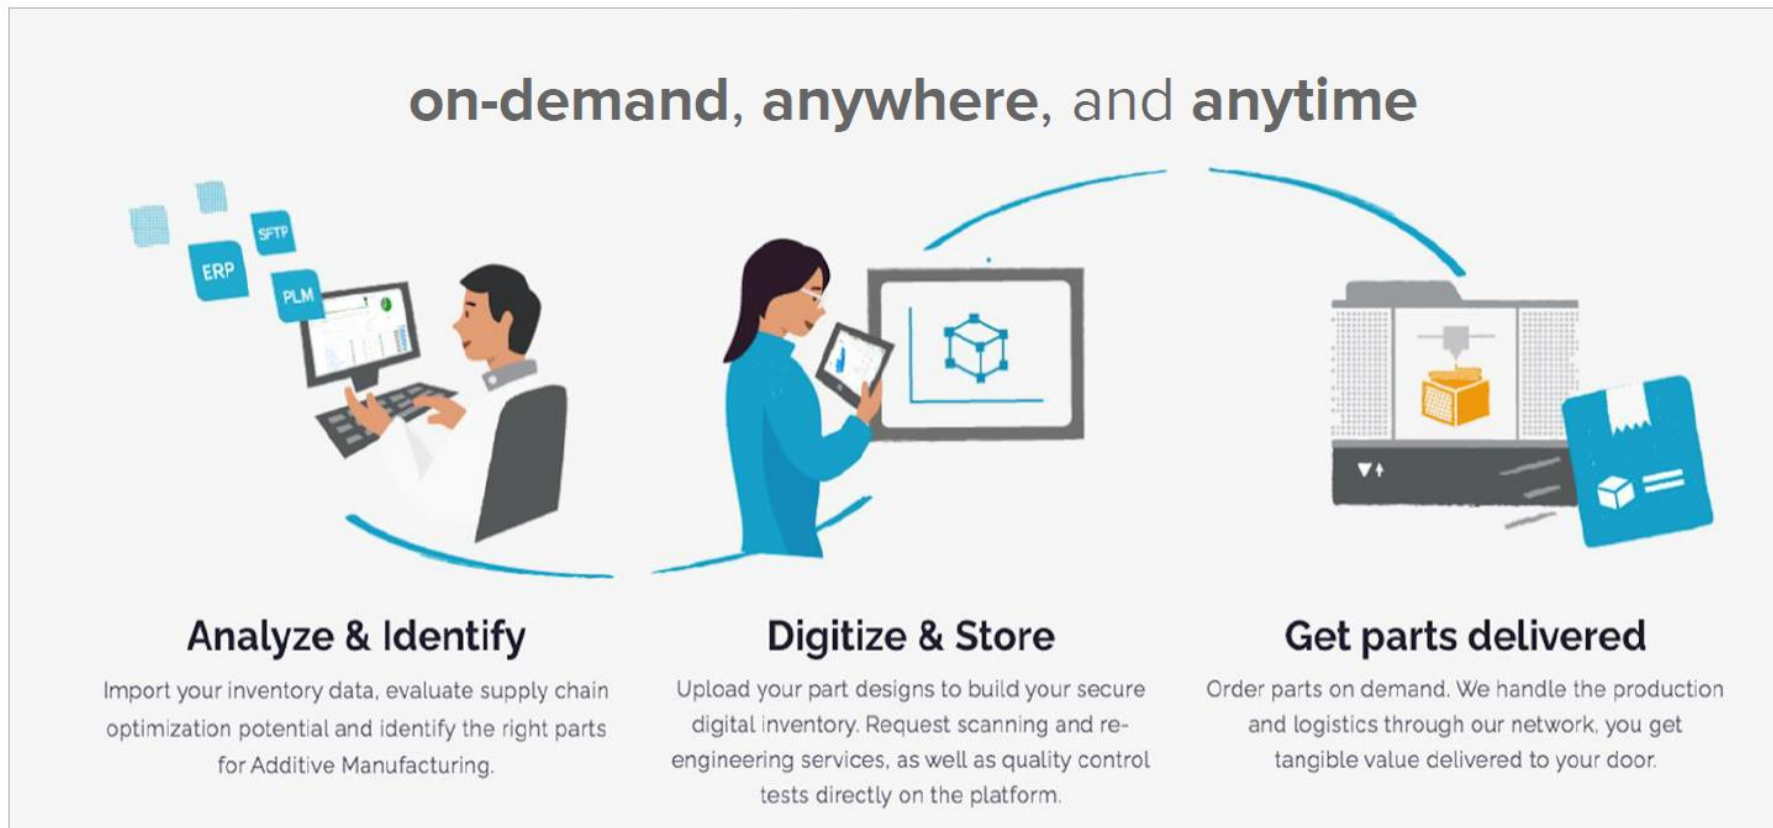 on-demand, anywhere, and anytime
SFTP
ERP
PLM
Analyze & Identify
Import your inventory data, evaluate supply chain
optimization potential and identify the right parts
for Additive Manufacturing.
Digitize & Store
Upload your part designs to build your secure
digital inventory. Request scanning and re-
engineering services, as well as quality control
tests directly on the platform.
Get parts delivered
Order parts on demand. We handle the production
and logistics through our network, you get
tangible value delivered to your door.